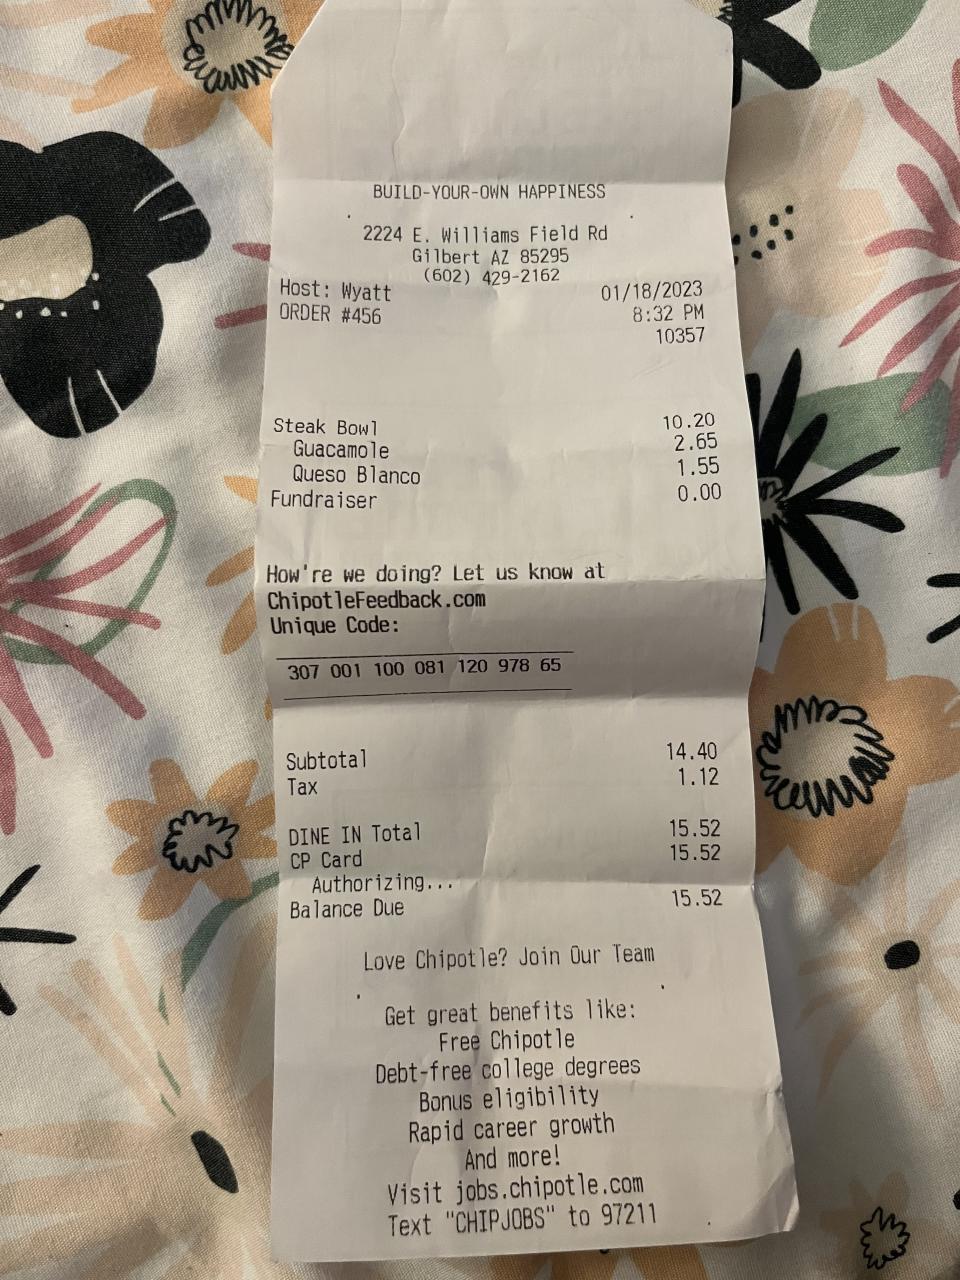 BUILD-YOUR-OWN HAPPINESS
2224 E. Williams Field Rd
Gilbert AZ 85295
(602) 429-2162
Host: Wyatt 01/18/2023
ORDER #456 8:32 PM
10357
Steak Bowl 10.20
Guacamole 2.65
Queso Blanco 1.55
Fundraiser 0.00
How're we doing? Let us know at
ChipotleFeedback.com
Unique Code:
307 001 100 081 120 978 65
Subtotal 14.40
Tax 1.12
DINE IN Total 15.52
CP Card 15.52
Authorizing...
Balance Due 15.52
Love Chipotle? Join Our Team
Get great benefits like:
Free Chipotle
Debt-free college degrees
Bonus eligibility
Rapid career growth
And more!
Visit jobs.chipotle.com
Text "CHIPJOBS" to 97211